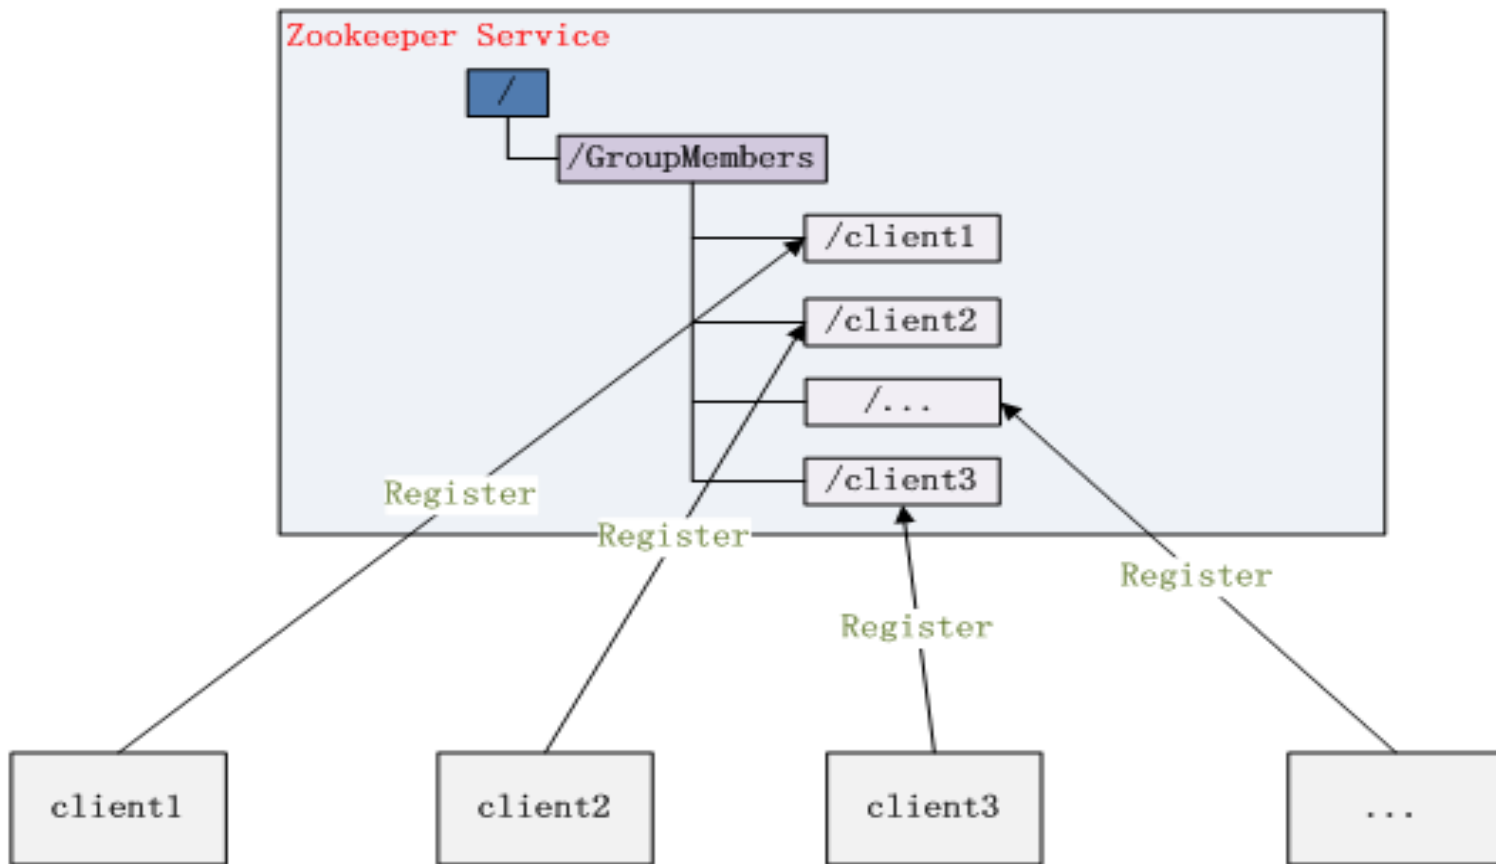 Zookeeper Service
/
/GroupMembers
/client1
/client2
/...
/client3
Register
Register
Register
Register
client1
client2
client3
...